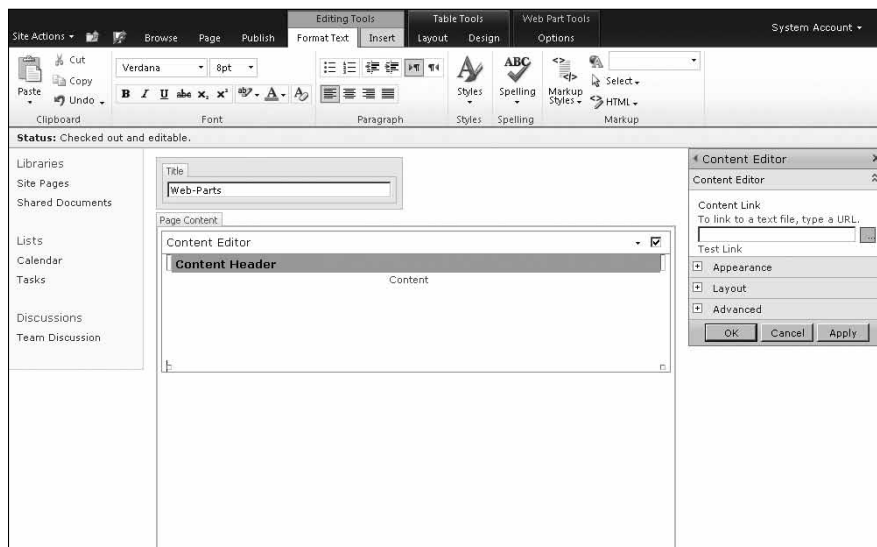 Editing Tools Table Tools Web Part Tools
Site Actions Browse Page Publish Format Text Insert Layout Design Options System Account
Paste
Cut
Copy
Undo
Clipboard
Verdana 8pt
B I U abc X, X² ab A A
Font
Paragraph
A
Styles
Styles
ABC
Spelling
Spelling
Markup Styles
Select
HTML
Markup
Status: Checked out and editable.
Libraries
Site Pages
Shared Documents
Lists
Calendar
Tasks
Discussions
Team Discussion
Title
Web-Parts
Page Content
Content Editor
Content Header
Content
Content Editor X
Content Editor
Content Link
To link to a text file, type a URL.
...
Test Link
+ Appearance
+ Layout
+ Advanced
OK Cancel Apply